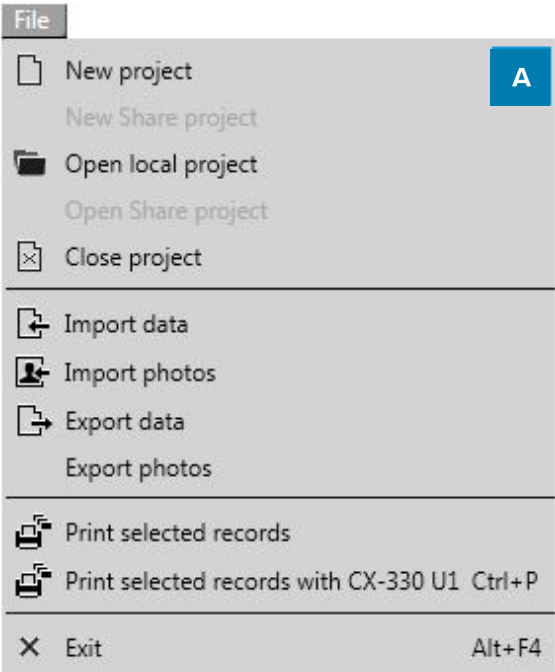 File
New project
A
New Share project
Open local project
Open Share project
Close project
Import data
Import photos
Export data
Export photos
Print selected records
Print selected records with CX-330 U1 Ctrl+P
Exit Alt+F4